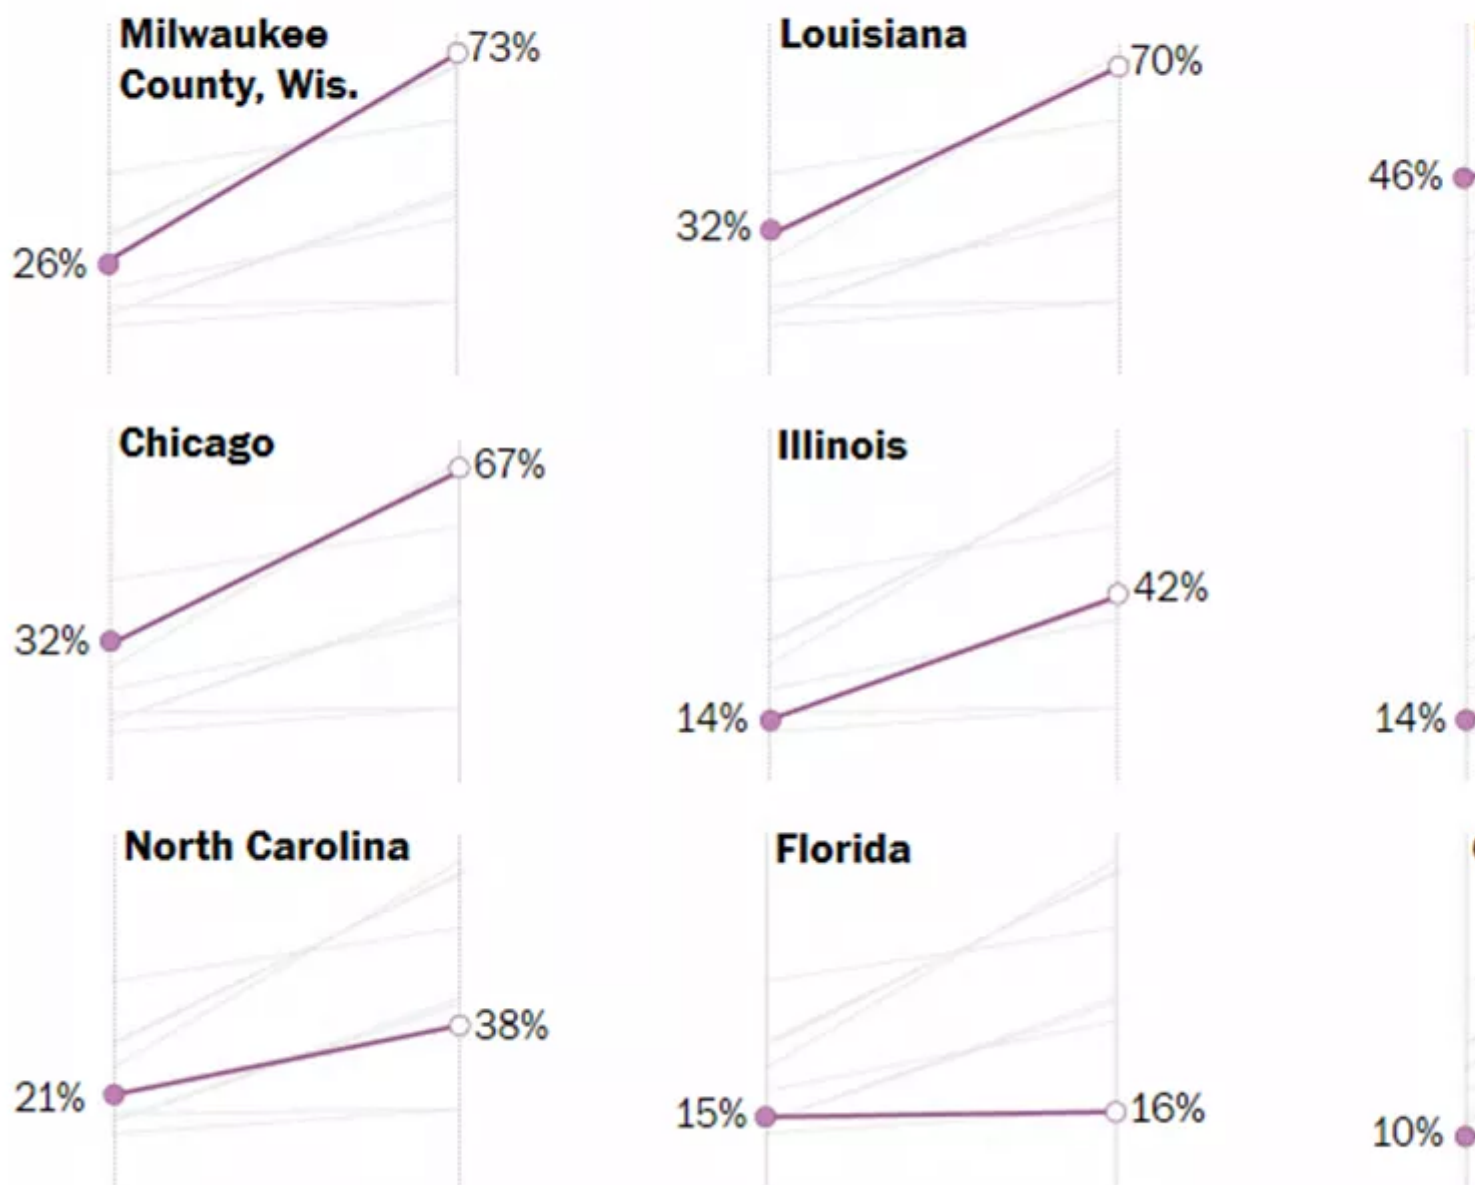 Milwaukee
County, Wis.
73%
26%
Louisiana
70%
32%
46%
Chicago
67%
32%
Illinois
42%
14%
14%
North Carolina
38%
21%
Florida
16%
15%
10%